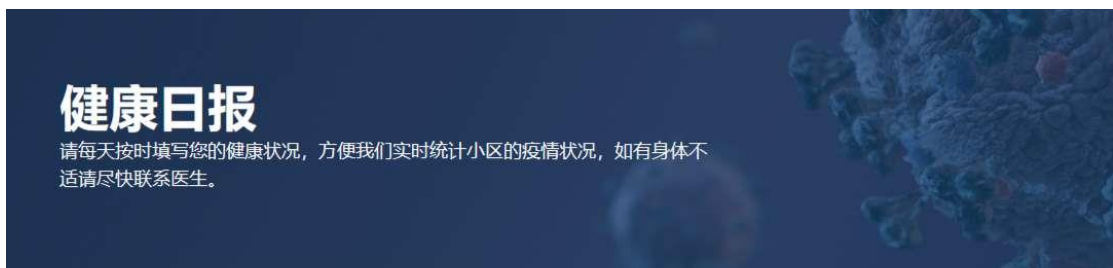 健康日报
请每天按时填写您的健康状况，方便我们实时统计小区的疫情状况，如有身体不
适请尽快联系医生。